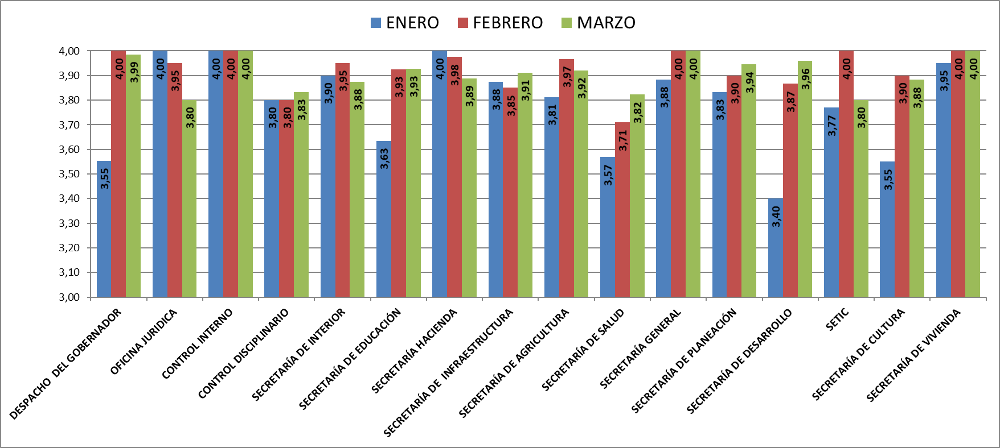 ENERO FEBRERO MARZO
4,00
3,90
3,80
3,70
3,60
3,50
3,40
3,30
3,20
3,10
3,00
3,55 4,00 3,99
4,00 3,95 3,80
4,00 4,00 4,00
3,80 3,80 3,83
3,90 3,95 3,88
3,63 3,93 3,93
4,00 3,98 3,89
3,88 3,85 3,91
3,81 3,97 3,92
3,57 3,71 3,82
3,88 4,00 4,00
3,83 3,90 3,94
3,40 3,87 3,96
3,77 4,00 3,80
3,55 3,90 3,88
3,95 4,00 4,00
DESPACHO DEL GOBERNADOR
OFICINA JURIDICA
CONTROL INTERNO
CONTROL DISCIPLINARIO
SECRETARÍA DE INTERIOR
SECRETARÍA DE EDUCACIÓN
SECRETARÍA HACIENDA
SECRETARÍA DE INFRAESTRUCTURA
SECRETARÍA DE AGRICULTURA
SECRETARÍA DE SALUD
SECRETARÍA GENERAL
SECRETARÍA DE PLANEACIÓN
SECRETARÍA DE DESARROLLO
SETIC
SECRETARÍA DE CULTURA
SECRETARÍA DE VIVIENDA